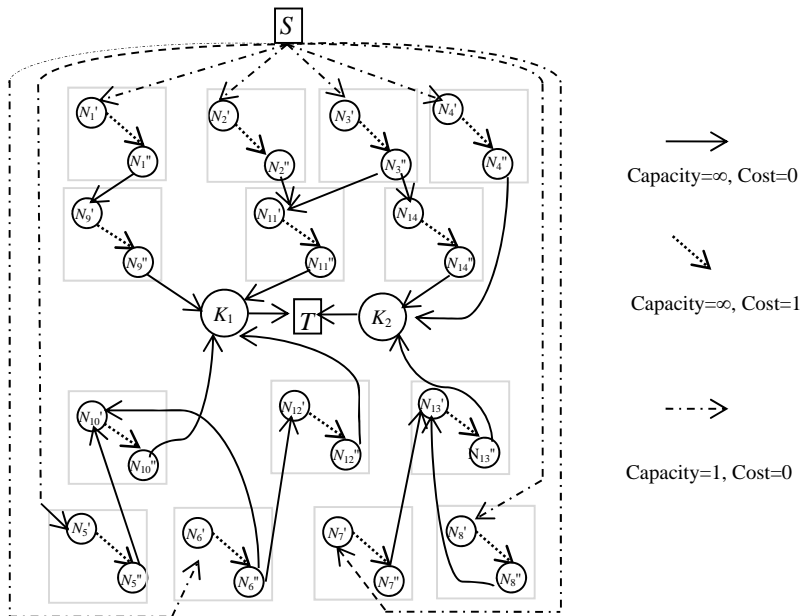 S
N1' N2' N3' N4'
N1'' N2'' N3'' N4''
Capacity=∞, Cost=0
N9' N11' N14
N9'' N11'' N14''
Capacity=∞, Cost=1
K1 T K2
N10' N12' N13'
N10'' N12'' N13''
Capacity=1, Cost=0
N5' N6' N7' N8'
N5'' N6'' N7'' N8''